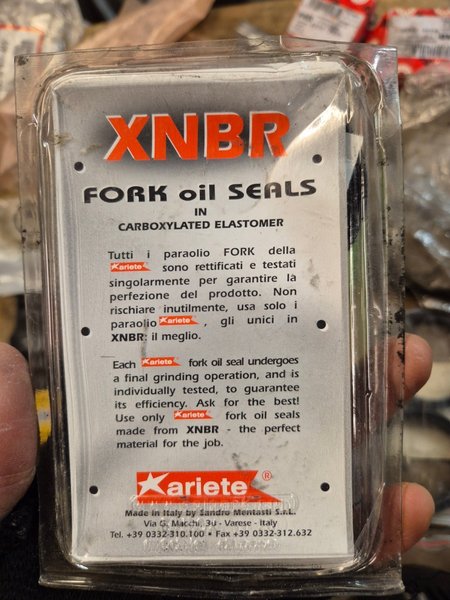 XNBR
FORK oil SEALS
IN
CARBOXYLATED ELASTOMER
Tutti i paraolio FORK della
ariete sono rettificati e testati
singolarmente per garantire la
perfezione del prodotto. Non
rischiare inutilmente, usa solo i
paraolio ariete, gli unici in
XNBR: il meglio.
Each ariete fork oil seal undergoes
a final grinding operation, and is
individually tested, to guarantee
its efficiency. Ask for the best!
Use only ariete fork oil seals
made from XNBR - the perfect
material for the job.
ariete®
Made in Italy by Sandro Mentasti S.r.L.
Via G. Macchi, 30 - Varese - Italy
Tel. +39 0332-310.100 • Fax +39 0332-312.632